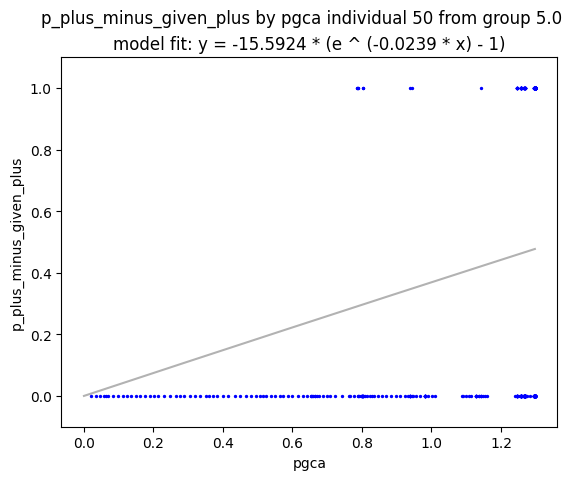 p_plus_minus_given_plus by pgca individual 50 from group 5.0
model fit: y = -15.5924 * (e ^ (-0.0239 * x) - 1)
1.0
0.8
0.6
0.4
0.2
0.0
p_plus_minus_given_plus
0.0 0.2 0.4 0.6 0.8 1.0 1.2
pgca